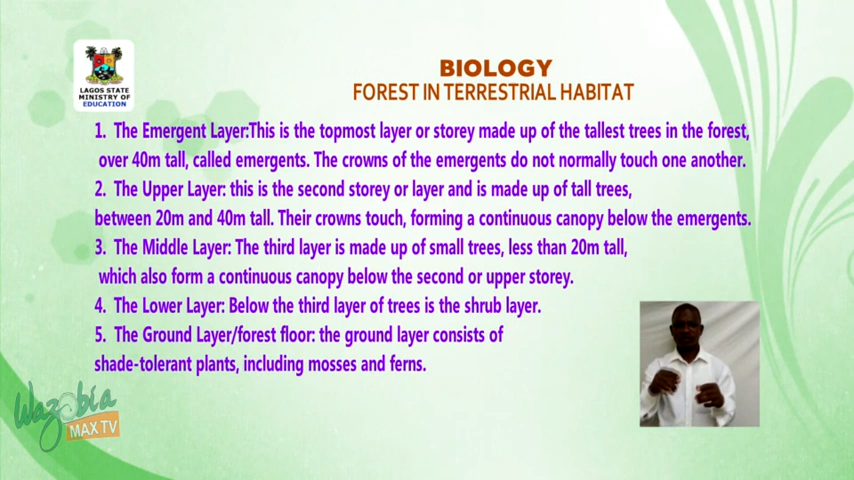 BIOLOGY
FOREST IN TERRESTRIAL HABITAT
LAGOS STATE
MINISTRY OF
EDUCATION
1. The Emergent Layer:This is the topmost layer or storey made up of the tallest trees in the forest,
over 40m tall, called emergents. The crowns of the emergents do not normally touch one another.
2. The Upper Layer: this is the second storey or layer and is made up of tall trees,
between 20m and 40m tall. Their crowns touch, forming a continuous canopy below the emergents.
3. The Middle Layer: The third layer is made up of small trees, less than 20m tall,
which also form a continuous canopy below the second or upper storey.
4. The Lower Layer: Below the third layer of trees is the shrub layer.
5. The Ground Layer/forest floor: the ground layer consists of
shade-tolerant plants, including mosses and ferns.
Wazobia
MAX TV